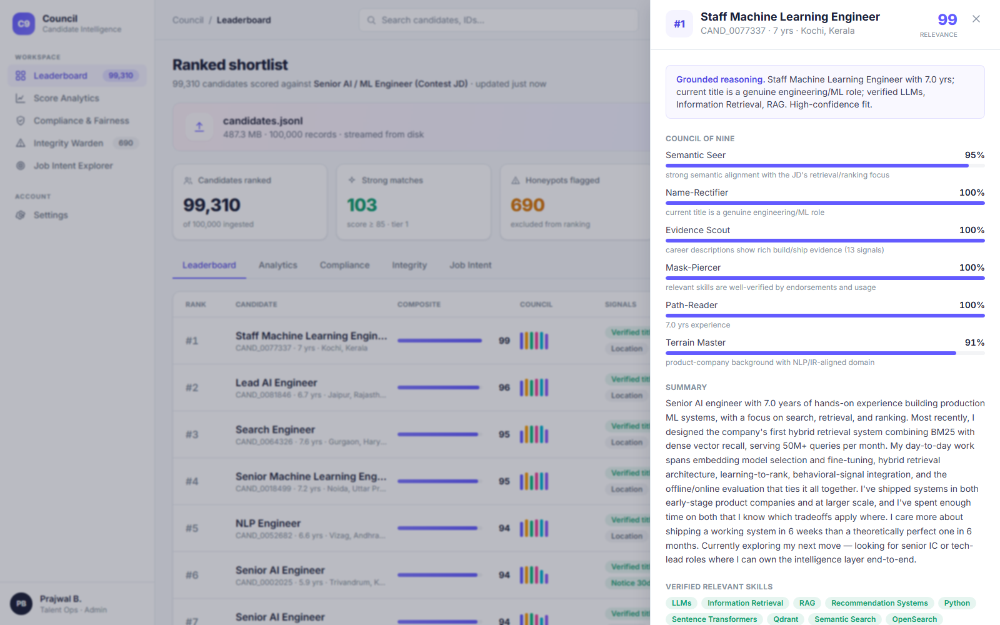 C9
Council
Candidate Intelligence
WORKSPACE
Leaderboard
99,310
Score Analytics
Compliance & Fairness
Integrity Warden
690
Job Intent Explorer
ACCOUNT
Settings
PB
Prajwal B.
Talent Ops · Admin
Council / Leaderboard
Search candidates, IDs...
Ranked shortlist
99,310 candidates scored against Senior AI / ML Engineer (Contest JD) · updated just now
candidates.jsonl
487.3 MB · 100,000 records · streamed from disk
Candidates ranked
99,310
of 100,000 ingested
Strong matches
103
score ≥ 85 · tier 1
Honeypots flagged
690
excluded from ranking
Leaderboard
Analytics
Compliance
Integrity
Job Intent
RANK
CANDIDATE
COMPOSITE
COUNCIL
SIGNALS
#1
Staff Machine Learning Engin...
CAND_0077337 · 7 yrs · Kochi, Kerala
99
Verified titl
Location
#2
Lead AI Engineer
CAND_0081846 · 6.7 yrs · Jaipur, Rajasth...
96
Verified titl
Location
#3
Search Engineer
CAND_0064326 · 7.6 yrs · Gurgaon, Hary...
95
Verified titl
Location
#4
Senior Machine Learning Eng...
CAND_0018499 · 7.2 yrs · Noida, Uttar Pr...
95
Verified titl
Location
#5
NLP Engineer
CAND_0052682 · 6.6 yrs · Vizag, Andhra...
94
Verified titl
Location
#6
Senior AI Engineer
CAND_0002025 · 5.9 yrs · Trivandrum, K...
94
Verified titl
Notice 30d
#7
Senior AI Engineer
94
Verified titl
#1
Staff Machine Learning Engineer
CAND_0077337 · 7 yrs · Kochi, Kerala
99
RELEVANCE
Grounded reasoning. Staff Machine Learning Engineer with 7.0 yrs;
current title is a genuine engineering/ML role; verified LLMs,
Information Retrieval, RAG. High-confidence fit.
COUNCIL OF NINE
Semantic Seer
95%
strong semantic alignment with the JD's retrieval/ranking focus
Name-Rectifier
100%
current title is a genuine engineering/ML role
Evidence Scout
100%
career descriptions show rich build/ship evidence (13 signals)
Mask-Piercer
100%
relevant skills are well-verified by endorsements and usage
Path-Reader
100%
7.0 yrs experience
Terrain Master
91%
product-company background with NLP/IR-aligned domain
SUMMARY
Senior AI engineer with 7.0 years of hands-on experience building production
ML systems, with a focus on search, retrieval, and ranking. Most recently, I
designed the company's first hybrid retrieval system combining BM25 with
dense vector recall, serving 50M+ queries per month. My day-to-day work
spans embedding model selection and fine-tuning, hybrid retrieval
architecture, learning-to-rank, behavioral-signal integration, and the
offline/online evaluation that ties it all together. I've shipped systems in both
early-stage product companies and at larger scale, and I've spent enough
time on both that I know which tradeoffs apply where. I care more about
shipping a working system in 6 weeks than a theoretically perfect one in 6
months. Currently exploring my next move — looking for senior IC or tech-
lead roles where I can own the intelligence layer end-to-end.
VERIFIED RELEVANT SKILLS
LLMs
Information Retrieval
RAG
Recommendation Systems
Python
Sentence Transformers
Qdrant
Semantic Search
OpenSearch